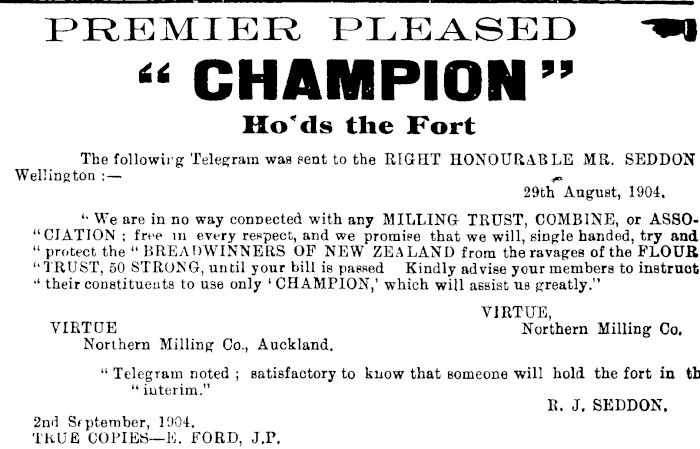 PREMIER PLEASED
“ CHAMPION ”
Ho'ds the Fort
The following Telegram was sent to the RIGHT HONOURABLE MR. SEDDON
Wellington :—
29th August, 1904.
“ We are in no way connected with any MILLING TRUST, COMBINE, or ASSO-
“CIATION ; free in every respect, and we promise that we will, single handed, try and
“ protect the “ BREADWINNERS OF NEW ZEALAND from the ravages of the FLOUR
“TRUST, 50 STRONG, until your bill is passed Kindly advise your members to instruct
“ their constituents to use only ‘ CHAMPION,’ which will assist us greatly.”
VIRTUE,
Northern Milling Co.
VIRTUE
Northern Milling Co., Auckland.
“ Telegram noted ; satisfactory to know that someone will hold the fort in th
“ interim.”
R. J. SEDDON.
2nd September, 1904.
TRUE COPIES—E. FORD, J.P.